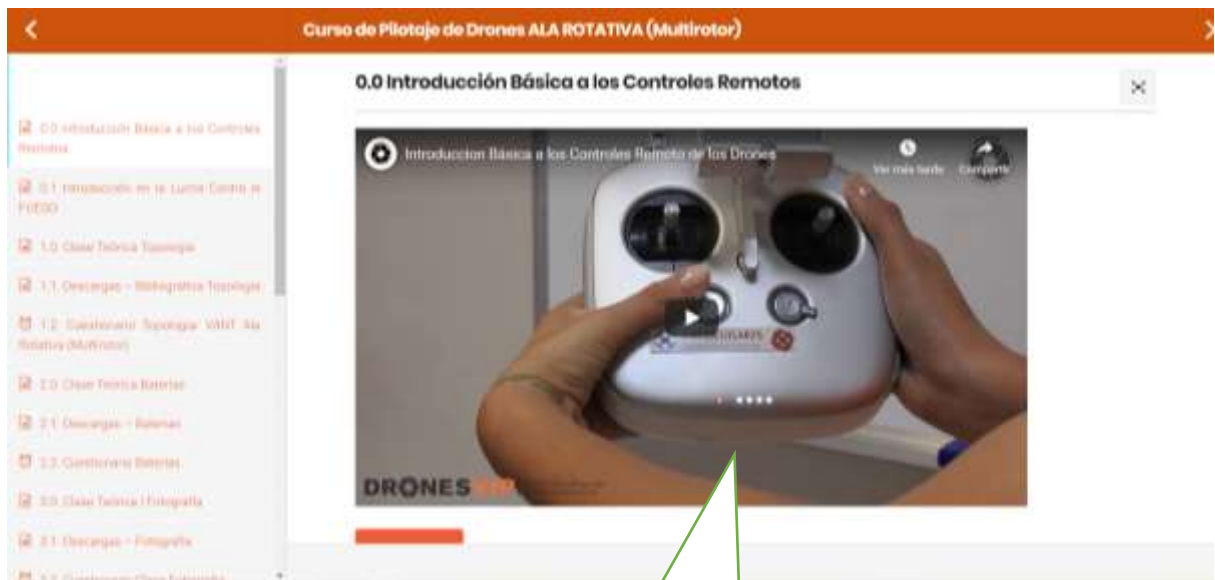 Curso de Pilotaje de Drones ALA ROTATIVA (Multirotor)
0.0 Introducción Básica a los Controles Remotos
0.0 Introducción Básica a los Controles
Remotos
0.1 Introducción en la Lucha Contra el
FUEGO
1.0. Clase Teórica Topología
1.1. Descargas – Bibliográfica Topología
1.2. Cuestionario Topología VANT Ala
Rotativa (Multirotor)
2.0. Clase Teórica Baterías
2.1. Descargas – Baterías
2.2. Cuestionario Baterías
3.0. Clase Teórica I Fotografía
3.1. Descargas – Fotografía
Introduccion Básica a los Controles Remoto de los Drones
Ver más tarde
Compartir
DRONES